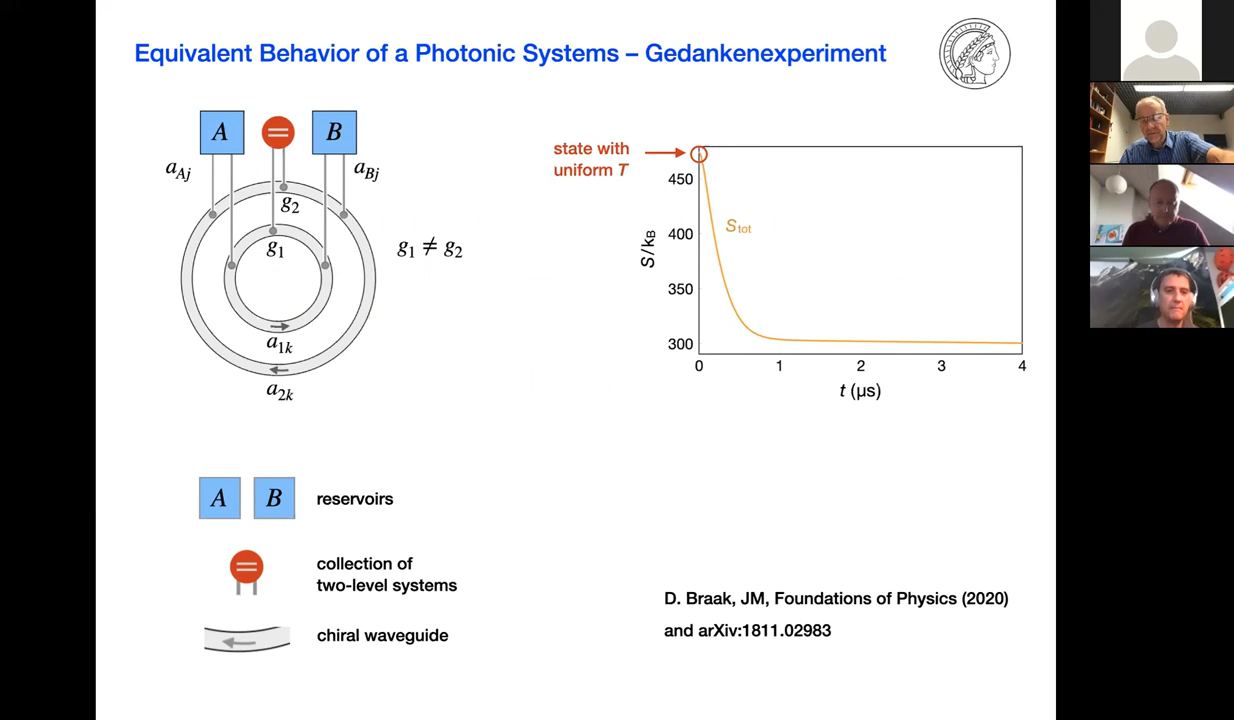 Equivalent Behavior of a Photonic Systems – Gedankenexperiment
A
B
a_Aj
a_Bj
g_2
g_1
g_1 ≠ g_2
a_1k
a_2k
state with
uniform T
S/k_B
450
400
350
300
S_tot
0 1 2 3 4
t (μs)
A B reservoirs
collection of
two-level systems
chiral waveguide
D. Braak, JM, Foundations of Physics (2020)
and arXiv:1811.02983